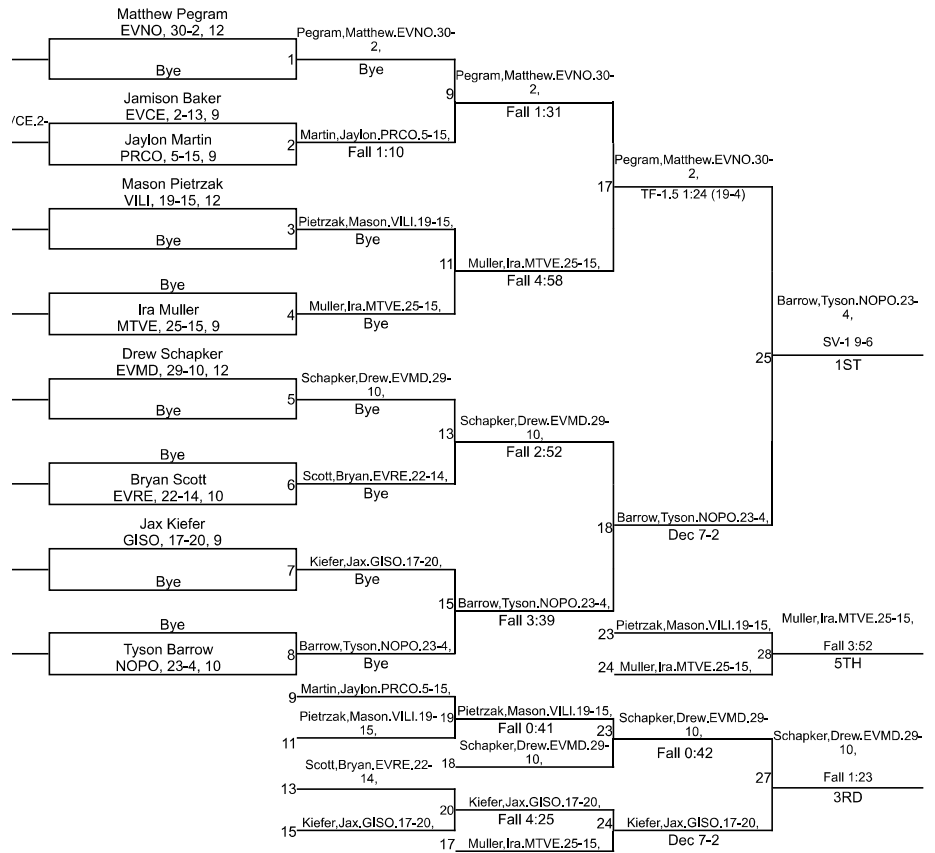 Matthew Pegram
EVNO, 30-2, 12
1
Bye
Pegram,Matthew.EVNO.30-
2,
Bye
/CE.2-
Jamison Baker
EVCE, 2-13, 9
Jaylon Martin
PRCO, 5-15, 9
2
Martin,Jaylon.PRCO.5-15,
Fall 1:10
9
Pegram,Matthew.EVNO.30-
2,
Fall 1:31
Mason Pietrzak
VILI, 19-15, 12
3
Bye
Pietrzak,Mason.VILI.19-15,
Bye
Bye
Ira Muller
MTVE, 25-15, 9
4
Muller,Ira.MTVE.25-15,
Bye
11
Muller,Ira.MTVE.25-15,
Fall 4:58
17
Pegram,Matthew.EVNO.30-
2,
TF-1.5 1:24 (19-4)
Drew Schapker
EVMD, 29-10, 12
5
Bye
Schapker,Drew.EVMD.29-
10,
Bye
Bye
Bryan Scott
EVRE, 22-14, 10
6
Scott,Bryan.EVRE.22-14,
Bye
13
Schapker,Drew.EVMD.29-
10,
Fall 2:52
Jax Kiefer
GISO, 17-20, 9
7
Bye
Kiefer,Jax.GISO.17-20,
Bye
Bye
Tyson Barrow
NOPO, 23-4, 10
8
Barrow,Tyson.NOPO.23-4,
Bye
15
Barrow,Tyson.NOPO.23-4,
Fall 3:39
18
Barrow,Tyson.NOPO.23-4,
Dec 7-2
25
Barrow,Tyson.NOPO.23-
4,
SV-1 9-6
1ST
23
Pietrzak,Mason.VILI.19-15,
24
Muller,Ira.MTVE.25-15,
28
Muller,Ira.MTVE.25-15,
Fall 3:52
5TH
9
Martin,Jaylon.PRCO.5-15,
11
Pietrzak,Mason.VILI.19-
15,
19
Pietrzak,Mason.VILI.19-15,
Fall 0:41
18
Schapker,Drew.EVMD.29-
10,
23
Schapker,Drew.EVMD.29-
10,
Fall 0:42
13
Scott,Bryan.EVRE.22-
14,
15
Kiefer,Jax.GISO.17-20,
20
Kiefer,Jax.GISO.17-20,
Fall 4:25
17
Muller,Ira.MTVE.25-15,
24
Kiefer,Jax.GISO.17-20,
Dec 7-2
27
Schapker,Drew.EVMD.29-
10,
Fall 1:23
3RD